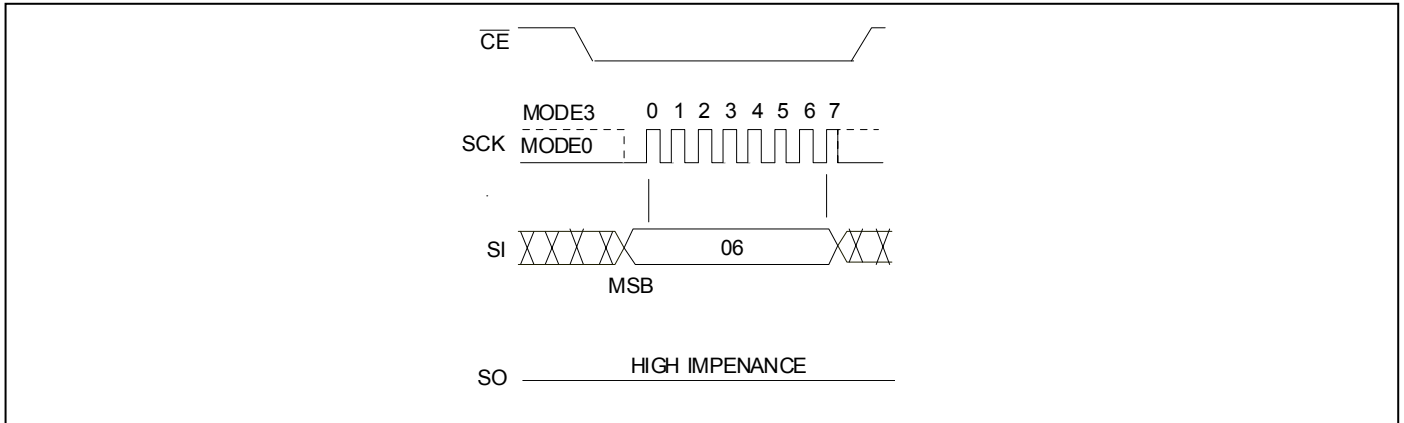 CE
MODE3 0 1 2 3 4 5 6 7
SCK MODE0
SI 06
MSB
SO HIGH IMPENANCE